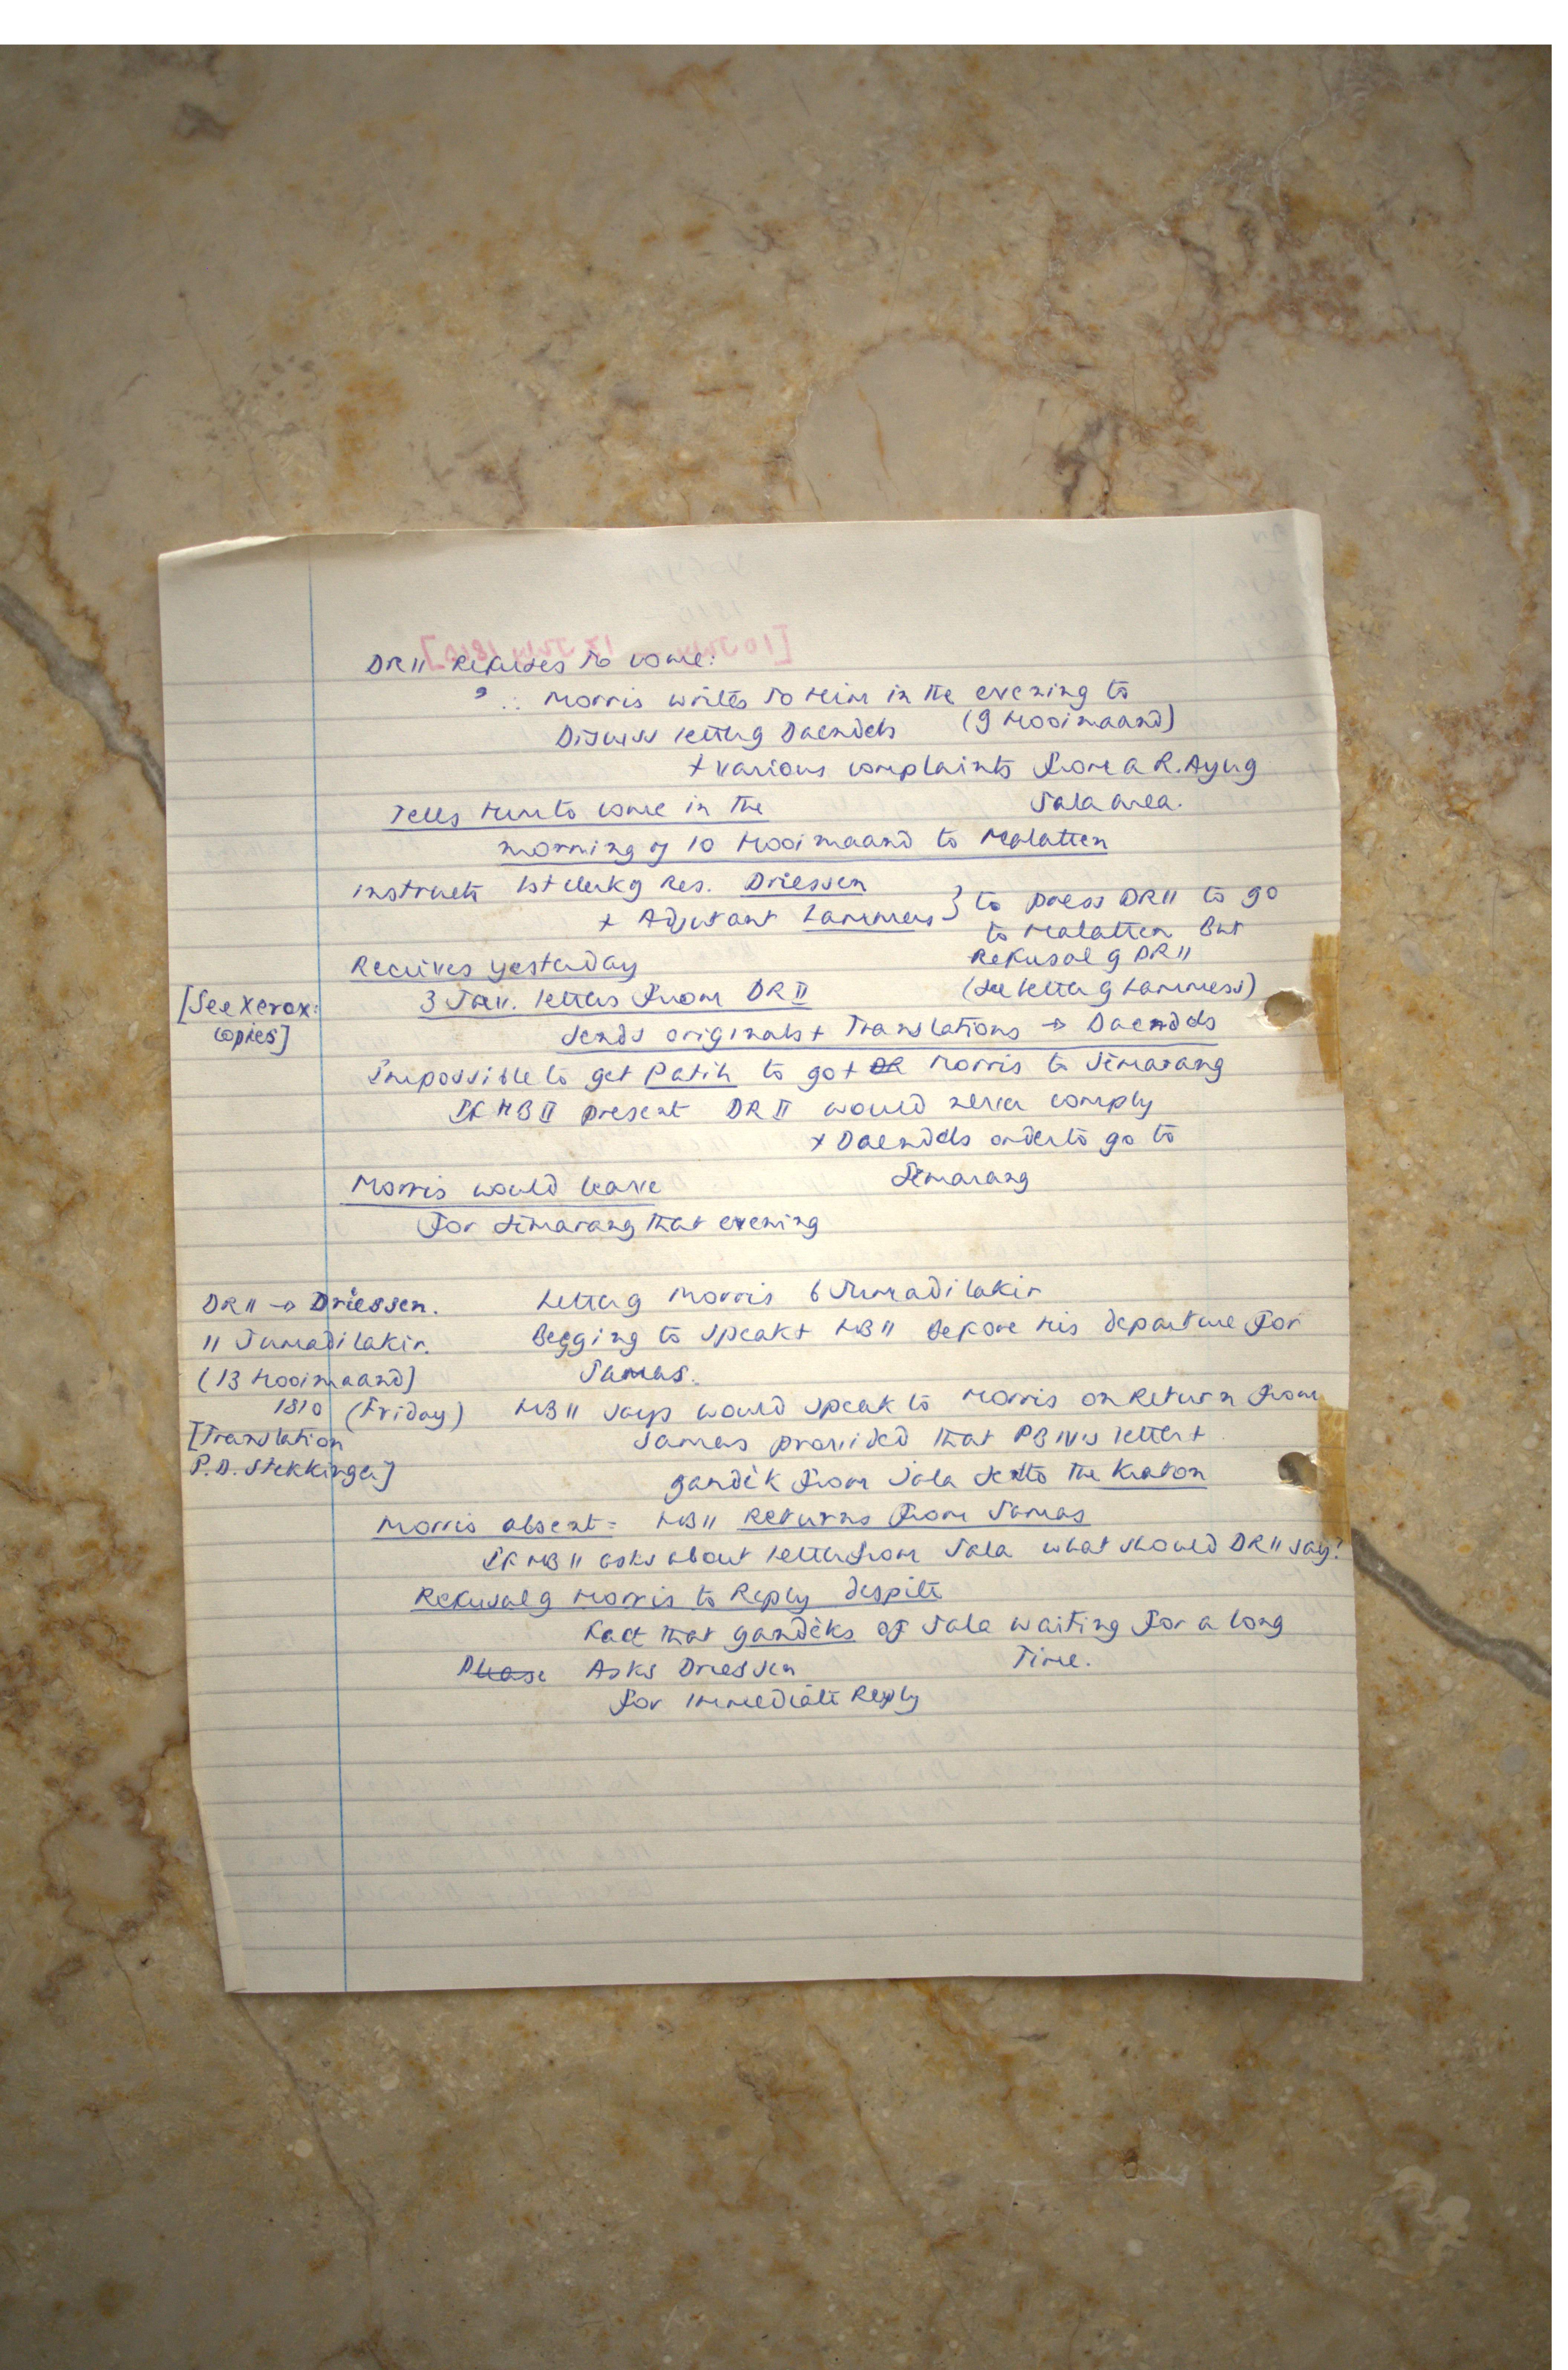 DR II Refuses to come:
∴ Morris writes to him in the evening to
Discuss letter of Daendels (9 Hooimaand)
+ various complaints from a R. Ayu of
Tells him to come in the Sala area.
morning of 10 Hooimaand to Malatten
instructs 1st clerk of Res. Driessen
+ Adjutant Lammers } to press DR II to go
to Malatten But
Receives yesterday Refusal of DR II
[See Xerox: 3 Jav. letters from DR II (see letter of Lammers)
copies] sends originals + Translations → Daendels
Impossible to get Patih to go + DR Morris to Semarang
If HB II present DR II would never comply
+ Daendels order to go to
Morris would leave Semarang
for Semarang that evening
DR II → Driessen. Letter of Morris 6 Jumadilakir
11 Jumadilakir. Begging to speak + HB II Before his departure for
(13 Hooimaand) Samas.
1810 (Friday) HB II says would speak to Morris on Return from
[Translation Samas provided that PB IV's letter +
P.D. Stekkinger] gandèk from Sala sent to the Kraton
Morris absent = HB II Returns from Samas
If HB II asks about letter from Sala what should DR II say?
Refusal of Morris to Reply despite
fact that gandèks of Sala waiting for a long
Please Asks Driessen Time.
for immediate Reply